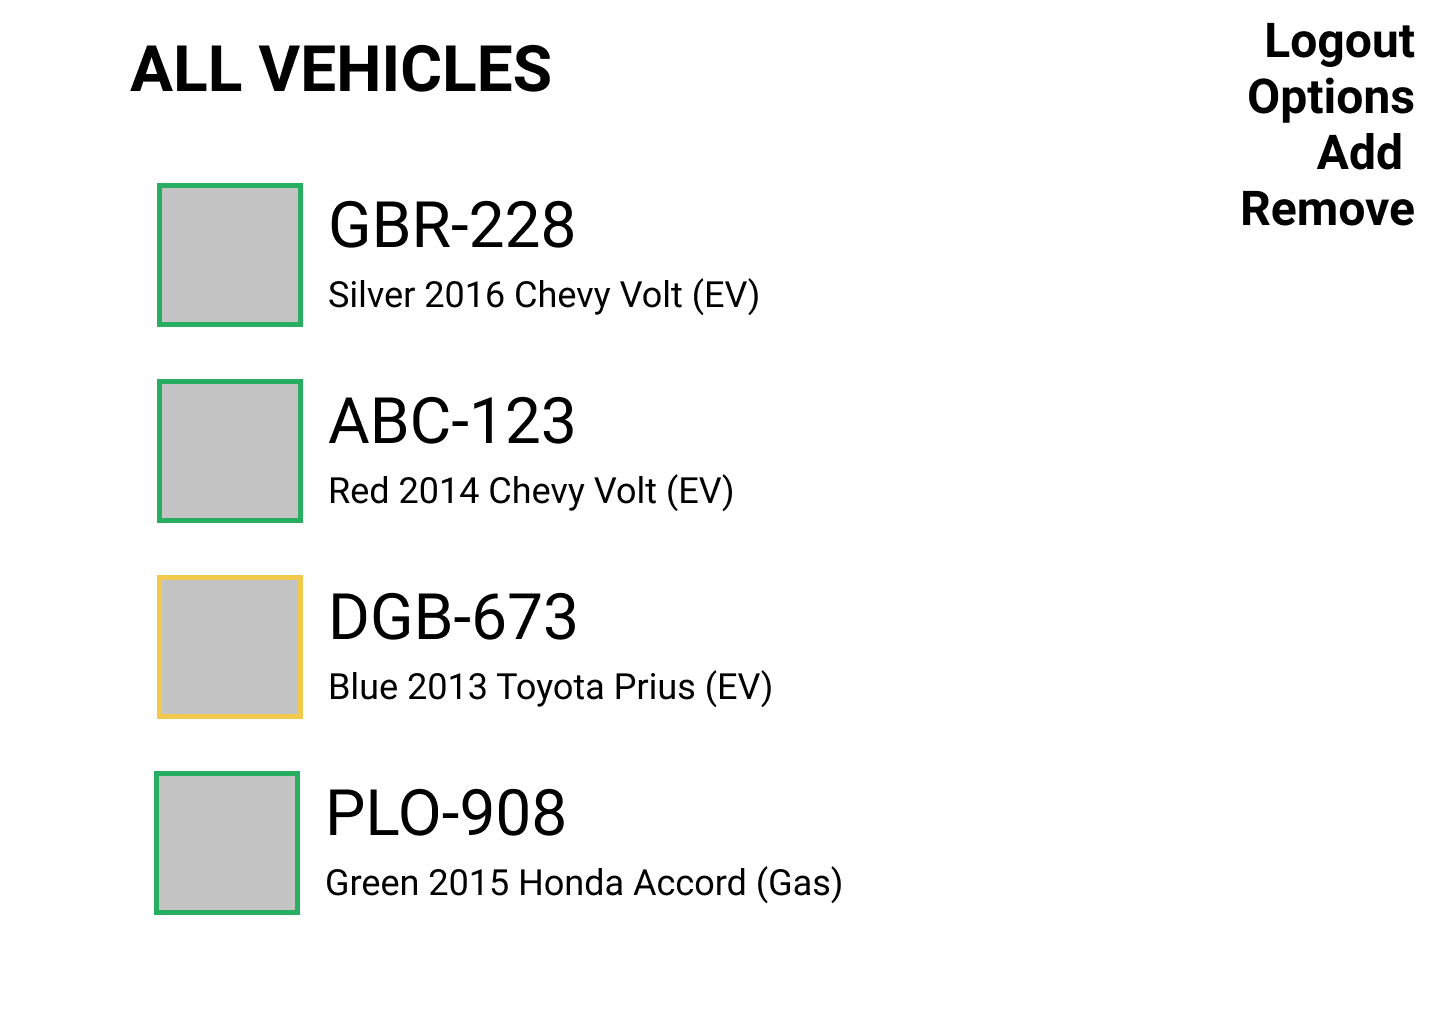 ALL VEHICLES
Logout
Options
Add
Remove
GBR-228
Silver 2016 Chevy Volt (EV)
ABC-123
Red 2014 Chevy Volt (EV)
DGB-673
Blue 2013 Toyota Prius (EV)
PLO-908
Green 2015 Honda Accord (Gas)